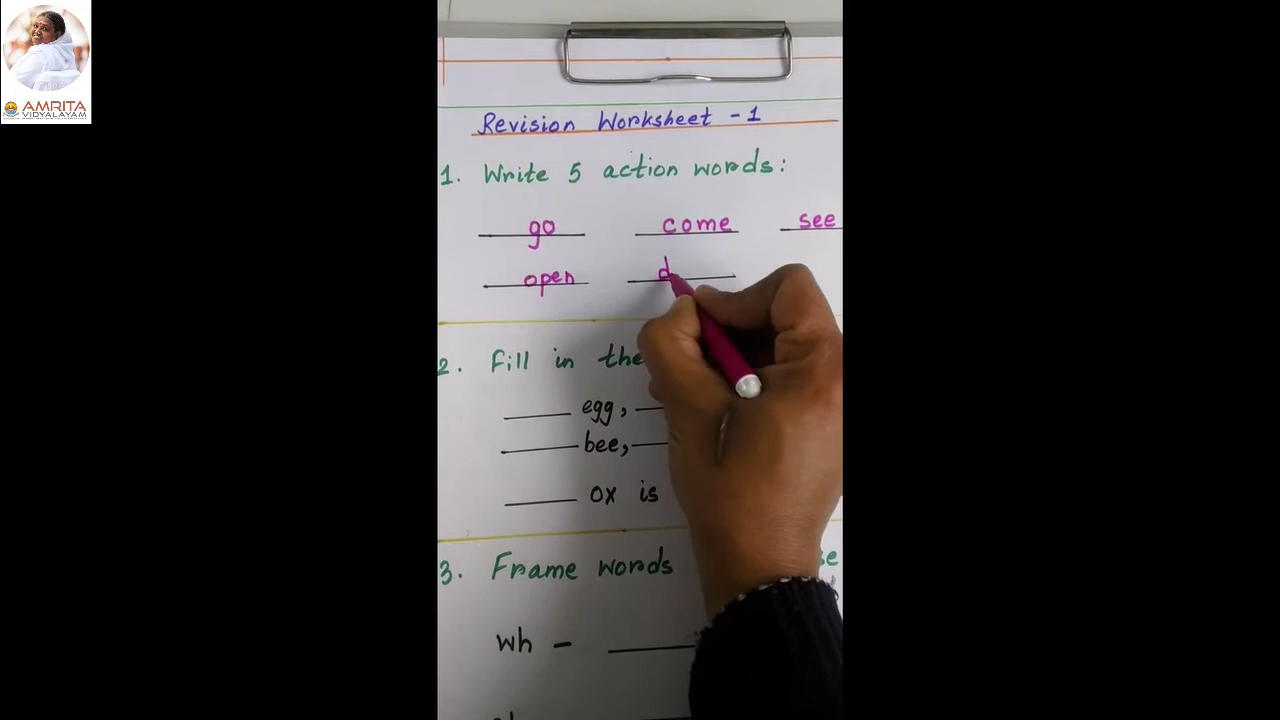 AMRITA
VIDYALAYAM
Revision Worksheet - 1
1. Write 5 action words:
go come see
open d
2. Fill in the
egg,
bee,
ox is
3. Frame words se
wh -